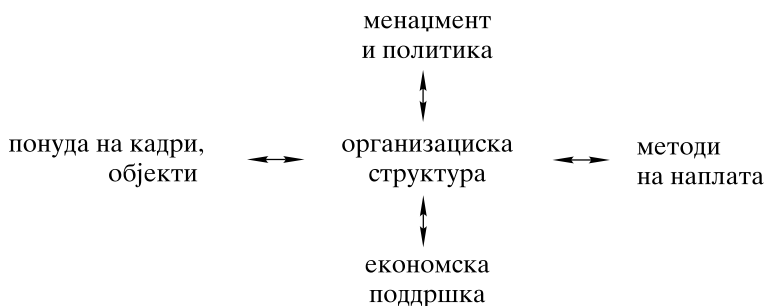 менаџмент
и политика
понуда на кадри,
објекти
организациска
структура
методи
на наплата
економска
поддршка